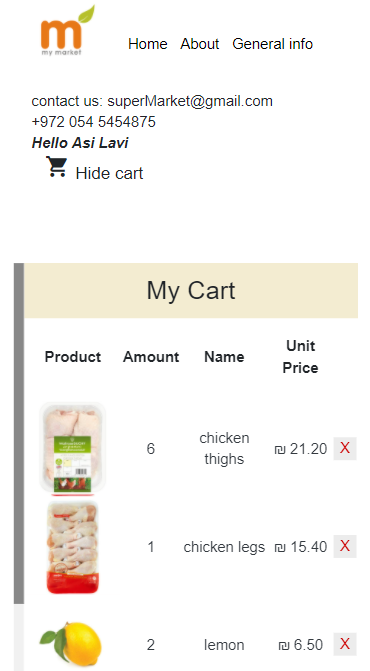 m
my market
Home About General info
contact us: superMarket@gmail.com
+972 054 5454875
Hello Asi Lavi
Hide cart
My Cart
Product Amount Name Unit Price
6 chicken thighs ₪ 21.20 X
1 chicken legs ₪ 15.40 X
2 lemon ₪ 6.50 X